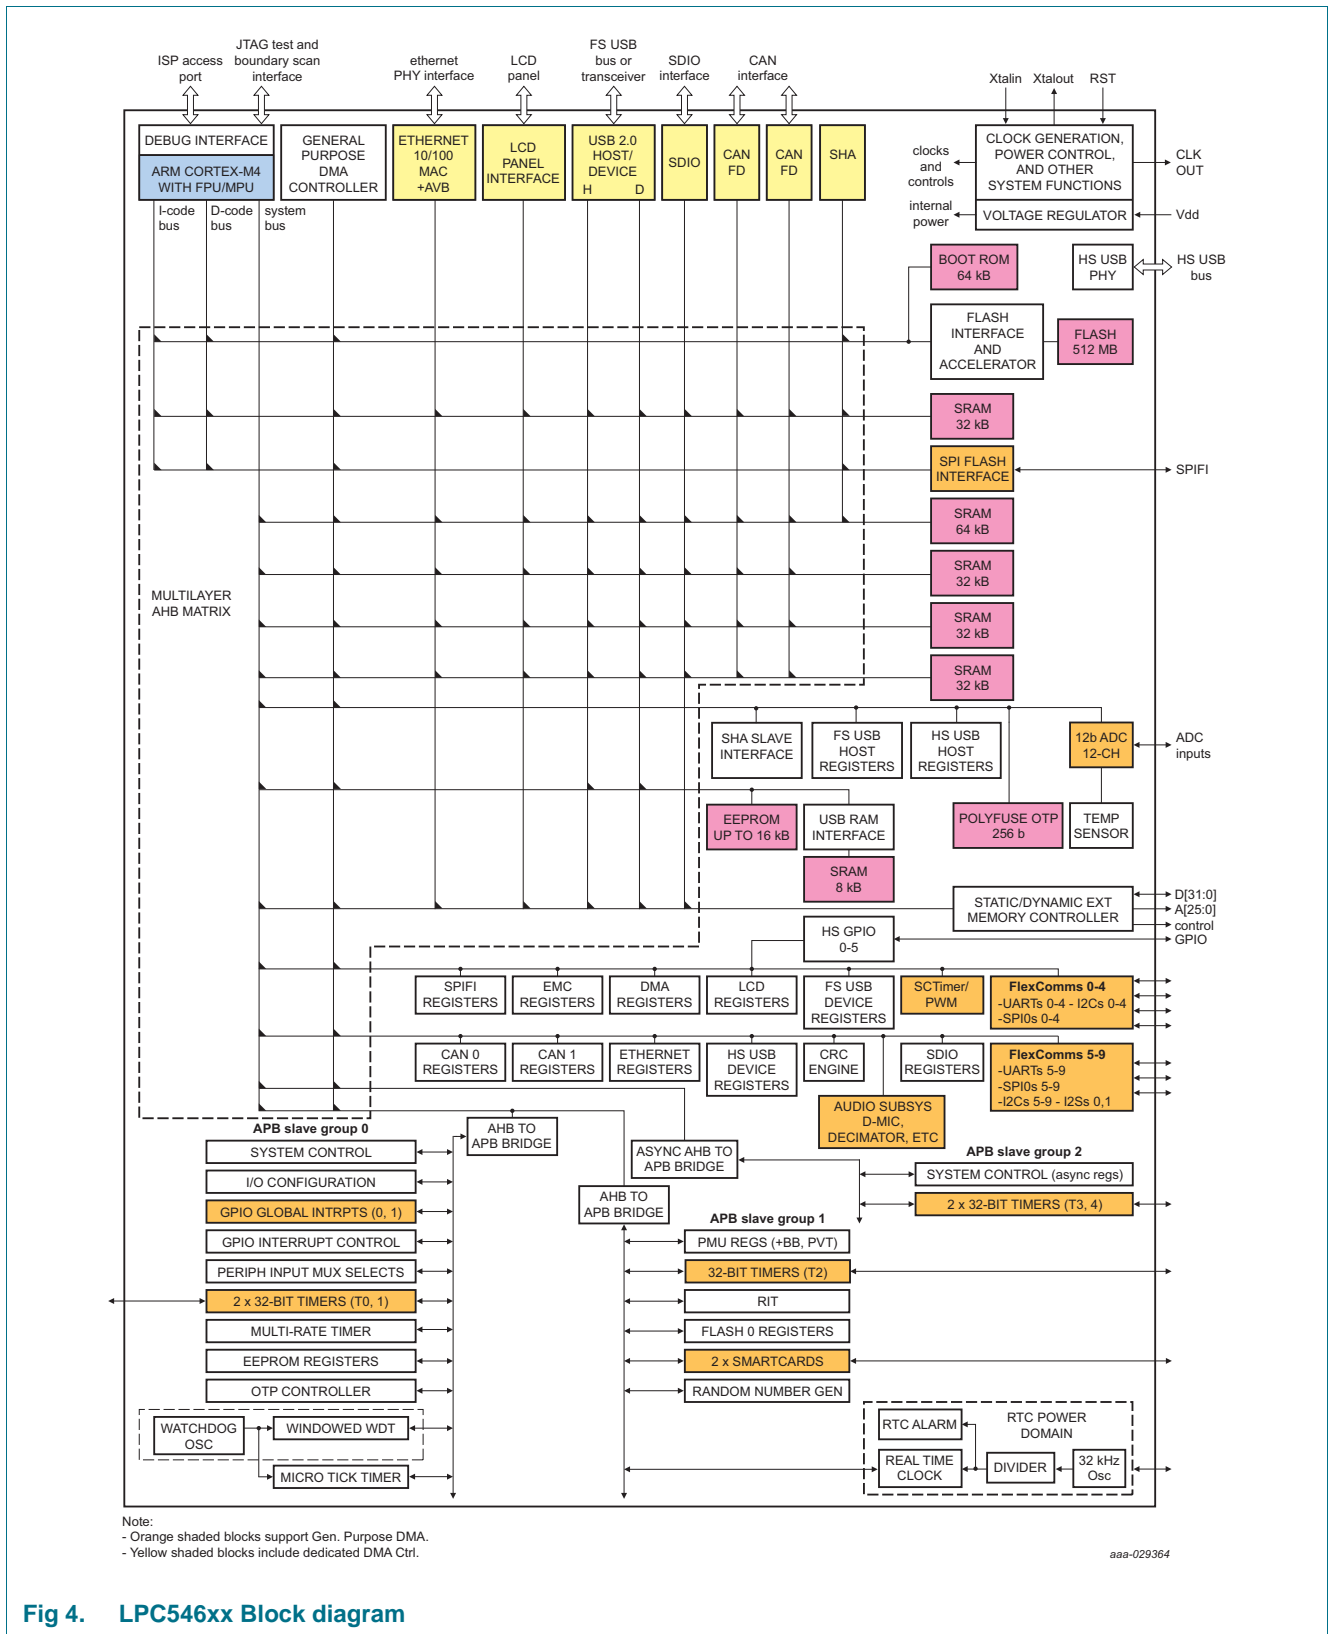 ISP access
port
JTAG test and
boundary scan
interface
ethernet
PHY interface
LCD
panel
FS USB
bus or
transceiver
SDIO
interface
CAN
interface
Xtalin
Xtalout
RST
DEBUG INTERFACE
ARM CORTEX-M4
WITH FPU/MPU
GENERAL
PURPOSE
DMA
CONTROLLER
ETHERNET
10/100
MAC
+AVB
LCD
PANEL
INTERFACE
USB 2.0
HOST/
DEVICE
H D
SDIO
CAN
FD
CAN
FD
SHA
clocks
and
controls
CLOCK GENERATION,
POWER CONTROL,
AND OTHER
SYSTEM FUNCTIONS
CLK
OUT
internal
power
VOLTAGE REGULATOR
Vdd
I-code
bus
D-code
bus
system
bus
BOOT ROM
64 kB
HS USB
PHY
HS USB
bus
FLASH
INTERFACE
AND
ACCELERATOR
FLASH
512 MB
SRAM
32 kB
SPI FLASH
INTERFACE
SPIFI
SRAM
64 kB
SRAM
32 kB
MULTILAYER
AHB MATRIX
SRAM
32 kB
SRAM
32 kB
SHA SLAVE
INTERFACE
FS USB
HOST
REGISTERS
HS USB
HOST
REGISTERS
12b ADC
12-CH
ADC
inputs
EEPROM
UP TO 16 kB
USB RAM
INTERFACE
POLYFUSE OTP
256 b
TEMP
SENSOR
SRAM
8 kB
STATIC/DYNAMIC EXT
MEMORY CONTROLLER
D[31:0]
A[25:0]
control
GPIO
HS GPIO
0-5
SPIFI
REGISTERS
EMC
REGISTERS
DMA
REGISTERS
LCD
REGISTERS
FS USB
DEVICE
REGISTERS
SCTimer/
PWM
FlexComms 0-4
-UARTs 0-4 - I2Cs 0-4
-SPI0s 0-4
CAN 0
REGISTERS
CAN 1
REGISTERS
ETHERNET
REGISTERS
HS USB
DEVICE
REGISTERS
CRC
ENGINE
SDIO
REGISTERS
FlexComms 5-9
-UARTs 5-9
-SPI0s 5-9
-I2Cs 5-9 - I2Ss 0,1
AUDIO SUBSYS
D-MIC,
DECIMATOR, ETC
APB slave group 0
AHB TO
APB BRIDGE
ASYNC AHB TO
APB BRIDGE
APB slave group 2
SYSTEM CONTROL
SYSTEM CONTROL (async regs)
I/O CONFIGURATION
AHB TO
APB BRIDGE
2 x 32-BIT TIMERS (T3, 4)
GPIO GLOBAL INTRPTS (0, 1)
APB slave group 1
GPIO INTERRUPT CONTROL
PMU REGS (+BB, PVT)
PERIPH INPUT MUX SELECTS
32-BIT TIMERS (T2)
2 x 32-BIT TIMERS (T0, 1)
RIT
MULTI-RATE TIMER
FLASH 0 REGISTERS
EEPROM REGISTERS
2 x SMARTCARDS
OTP CONTROLLER
RANDOM NUMBER GEN
WATCHDOG
OSC
WINDOWED WDT
MICRO TICK TIMER
RTC ALARM
RTC POWER
DOMAIN
REAL TIME
CLOCK
DIVIDER
32 kHz
Osc
Note:
- Orange shaded blocks support Gen. Purpose DMA.
- Yellow shaded blocks include dedicated DMA Ctrl.
aaa-029364
Fig 4. LPC546xx Block diagram